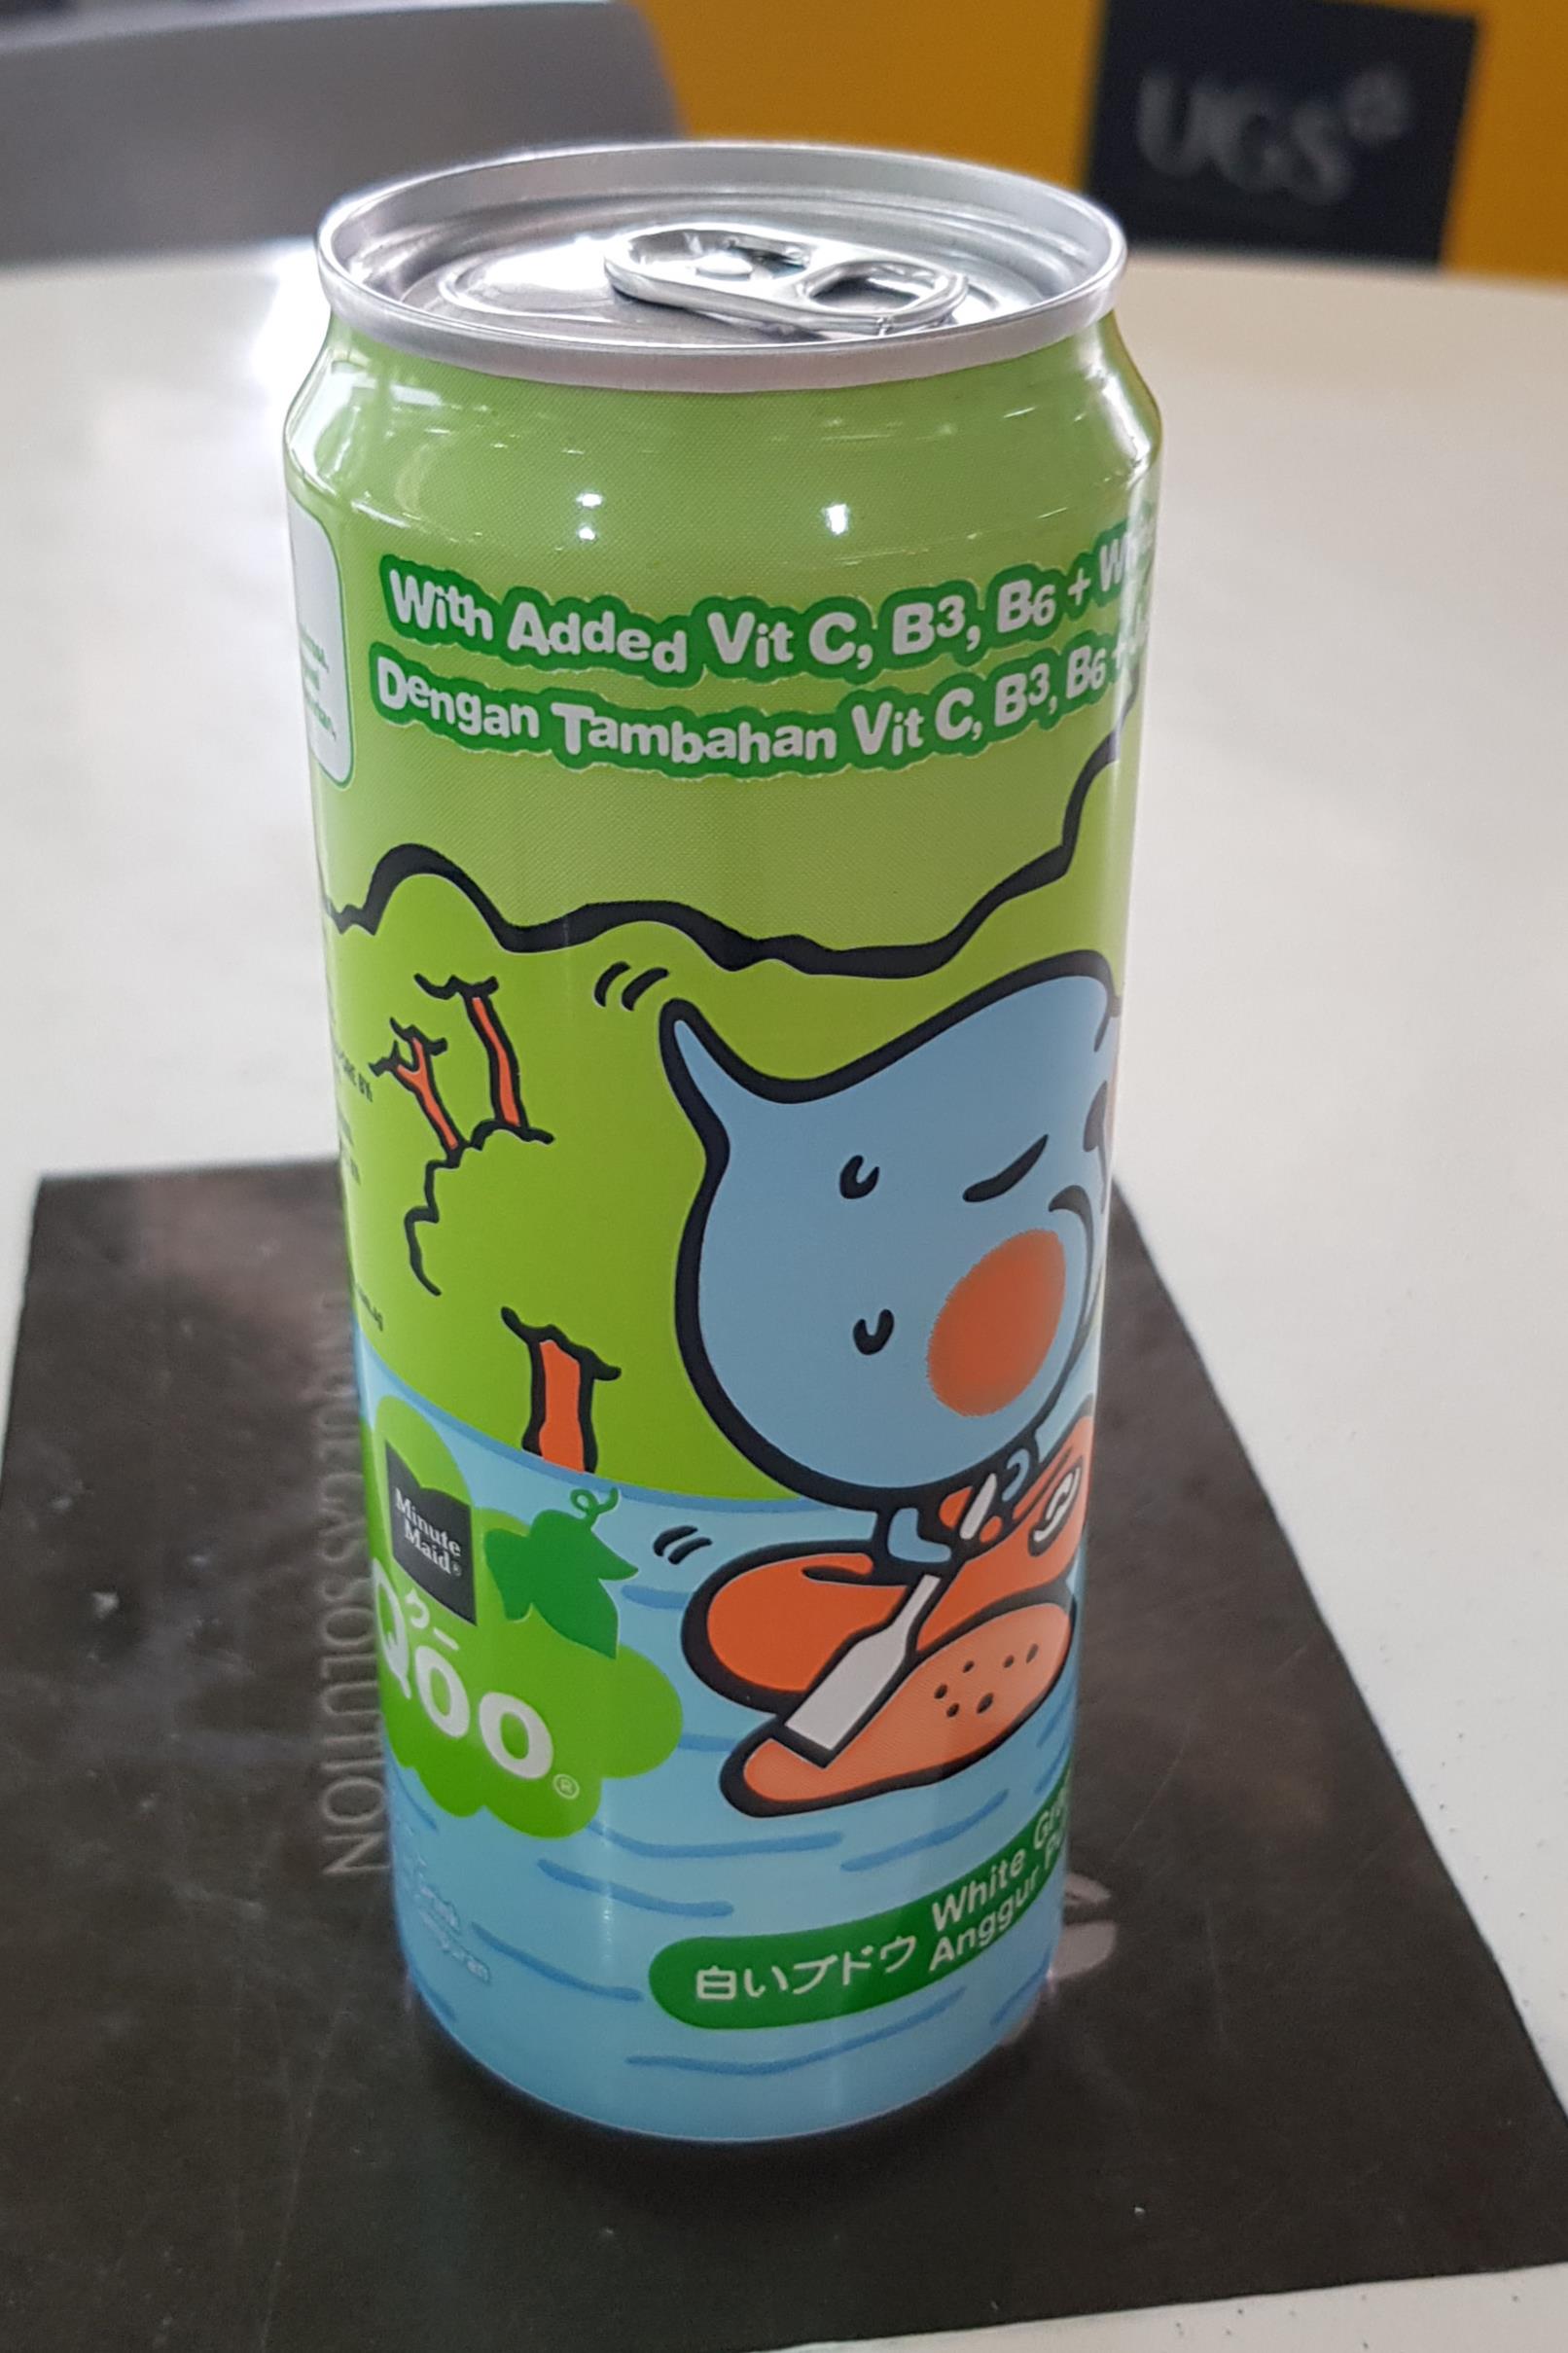 UGS
With Added Vit C, B3, B6 +
Dengan Tambahan Vit C, B3, B6 +
Minute
Maid®
クー
Qoo®
白いブドウ
White
Anggur
SOLUTION